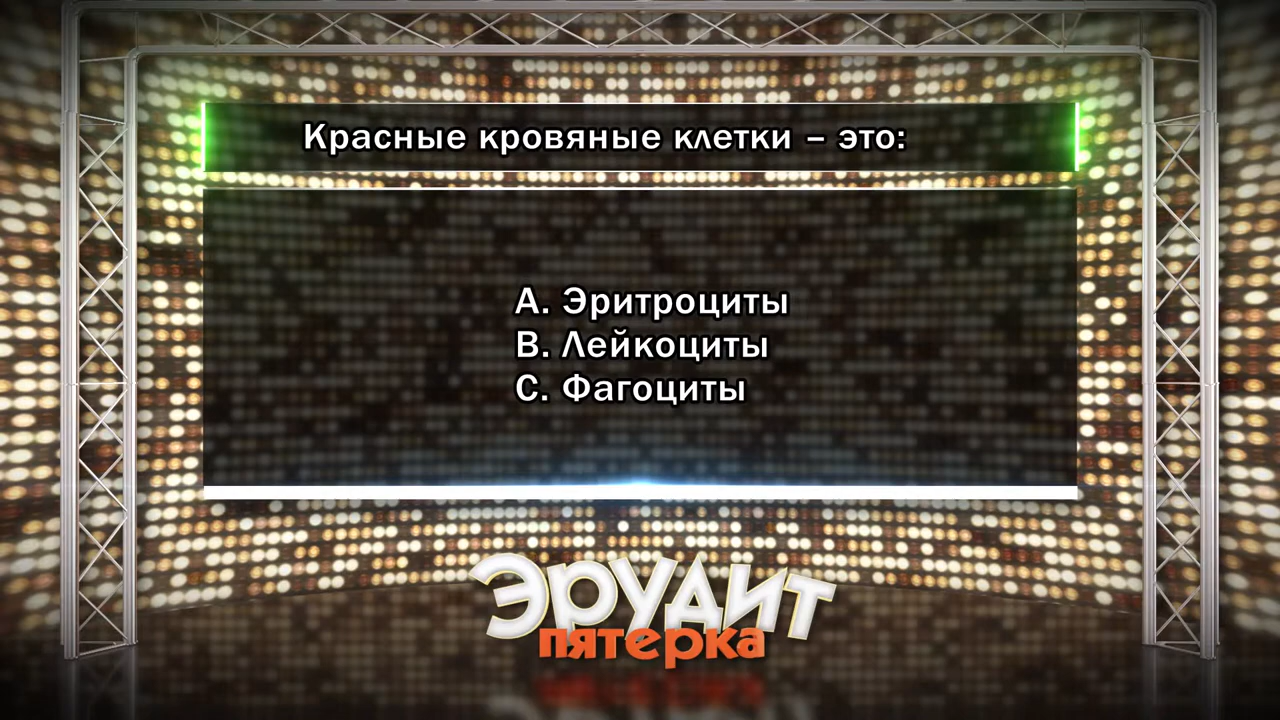 Красные кровяные клетки – это:
A. Эритроциты
B. Лейкоциты
C. Фагоциты
Эрудит
пятерка